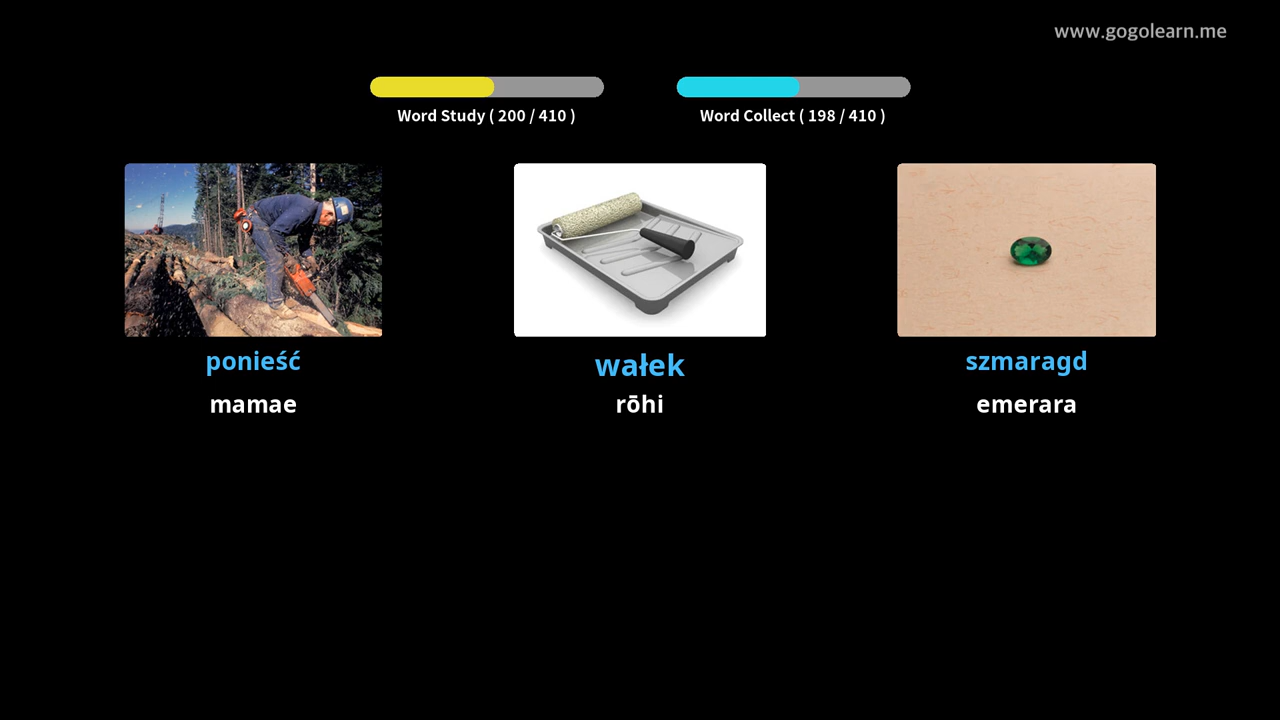 www.gogolearn.me
Word Study ( 200 / 410 )
Word Collect ( 198 / 410 )
ponieść
mamae
wałek
rōhi
szmaragd
emerara